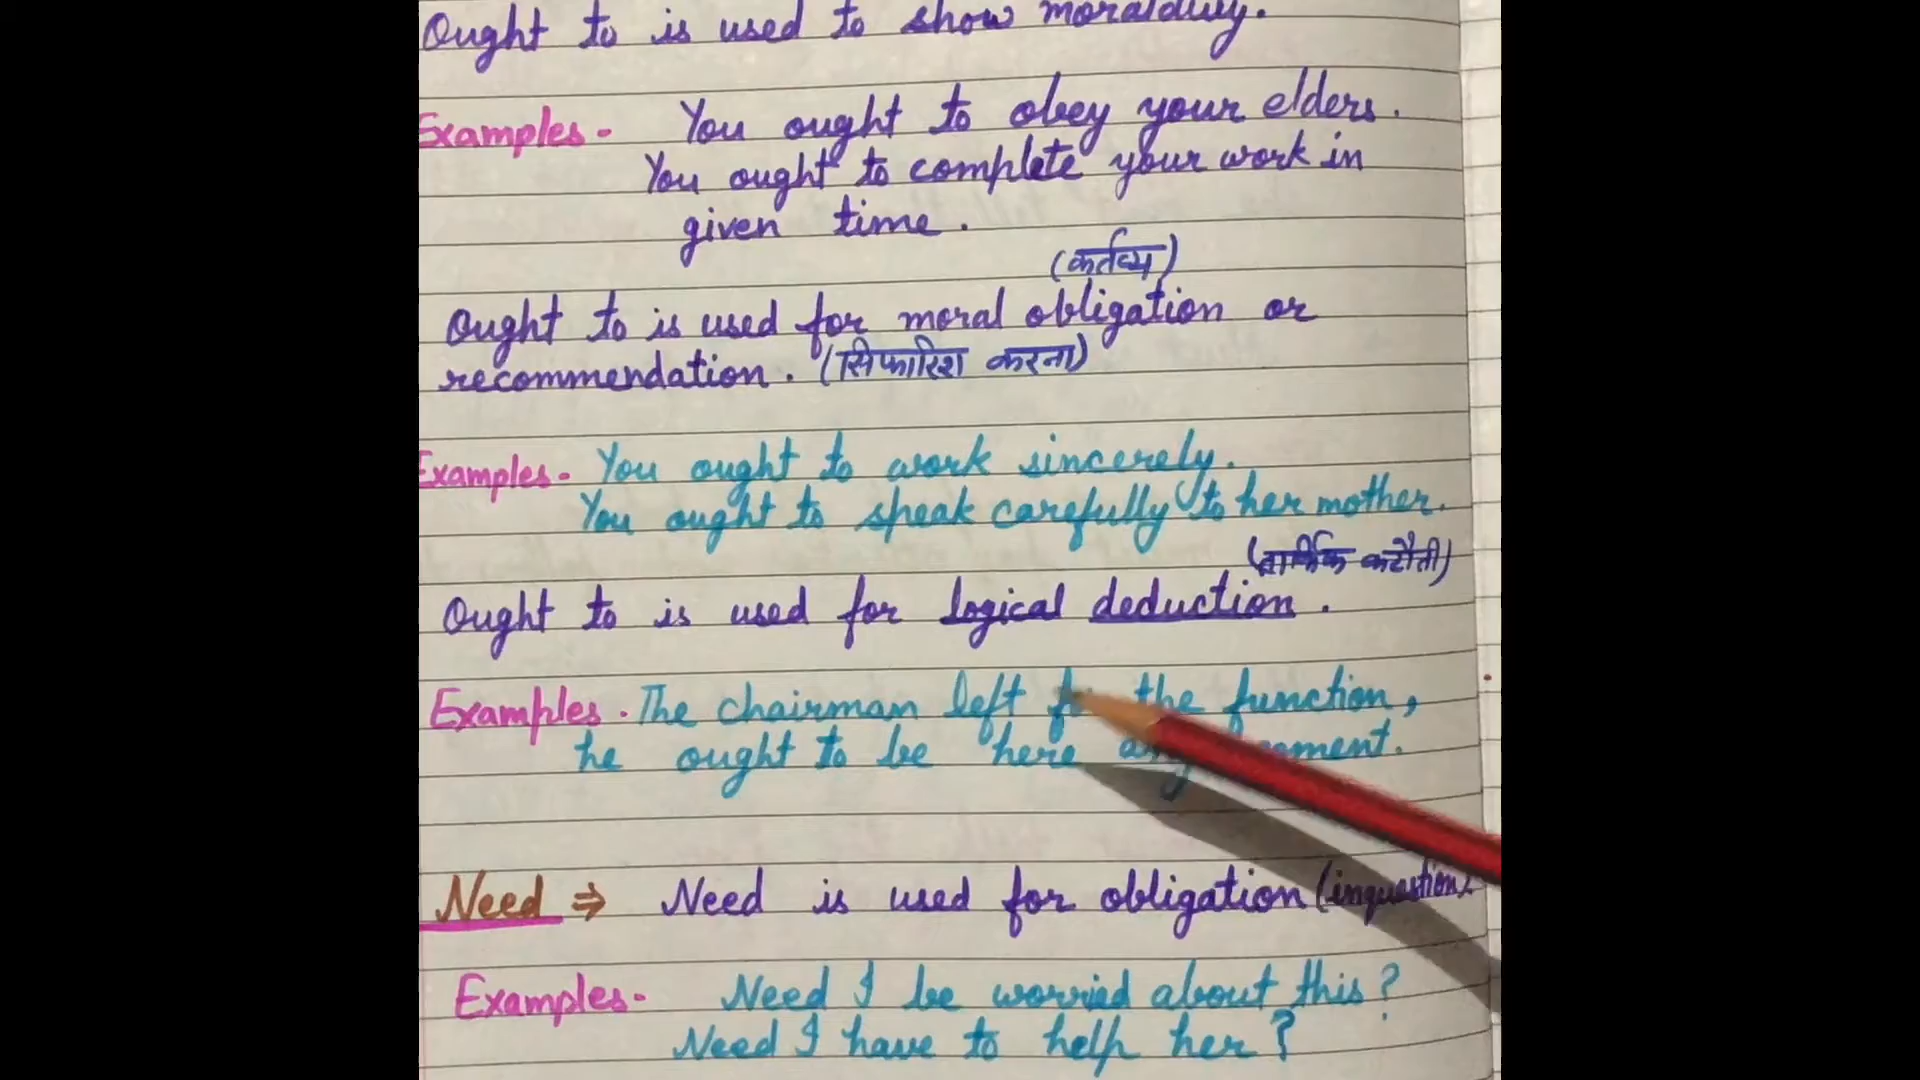 Ought to is used to show moralduty.
Examples - You ought to obey your elders.
You ought to complete your work in
given time.
(कर्तव्य)
Ought to is used for moral obligation or
recommendation. (सिफारिश करना)
Examples - You ought to work sincerely.
You ought to speak carefully to her mother.
(तार्किक कटौती)
Ought to is used for logical deduction.
Examples. The chairman left the function,
he ought to be here
Need ⇒ Need is used for obligation (inquestion).
Examples - Need I be worried about this?
Need I have to help her?